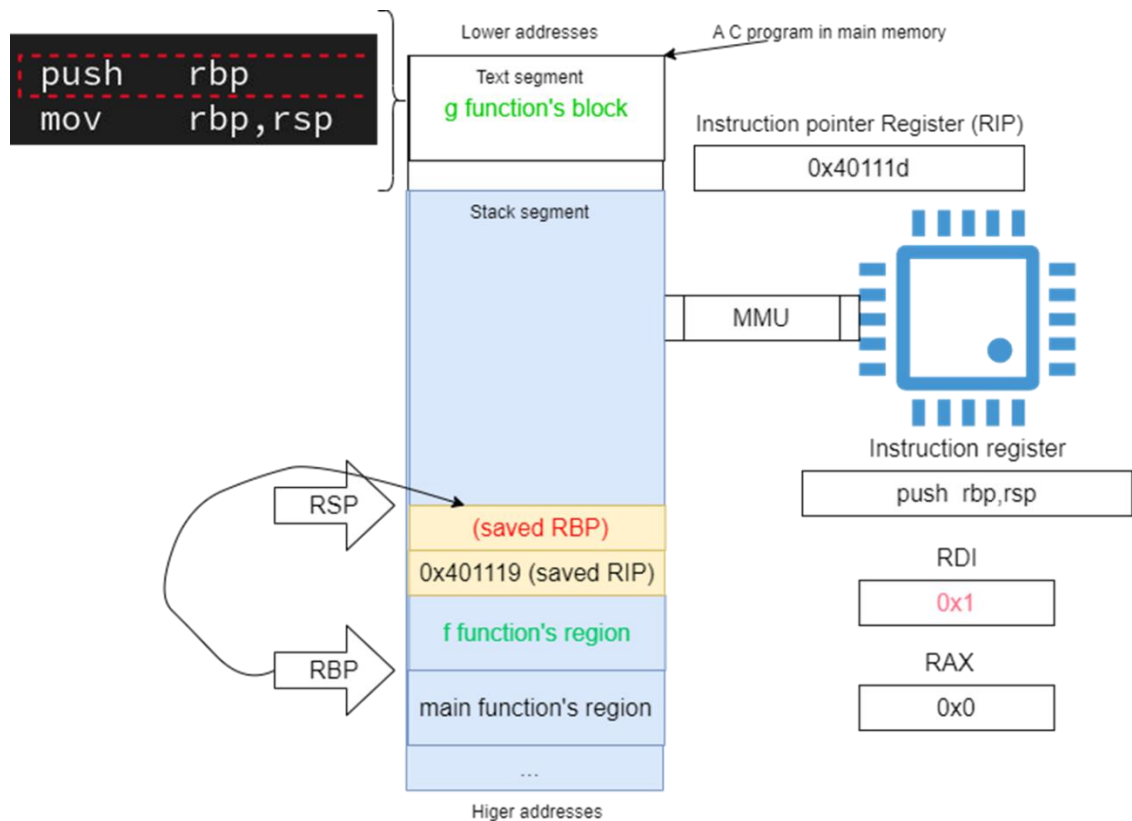 push rbp
mov rbp,rsp
Lower addresses
A C program in main memory
Text segment
g function's block
Instruction pointer Register (RIP)
0x40111d
Stack segment
MMU
Instruction register
push rbp,rsp
RSP
(saved RBP)
0x401119 (saved RIP)
RDI
0x1
f function's region
RBP
RAX
main function's region
0x0
...
Higer addresses